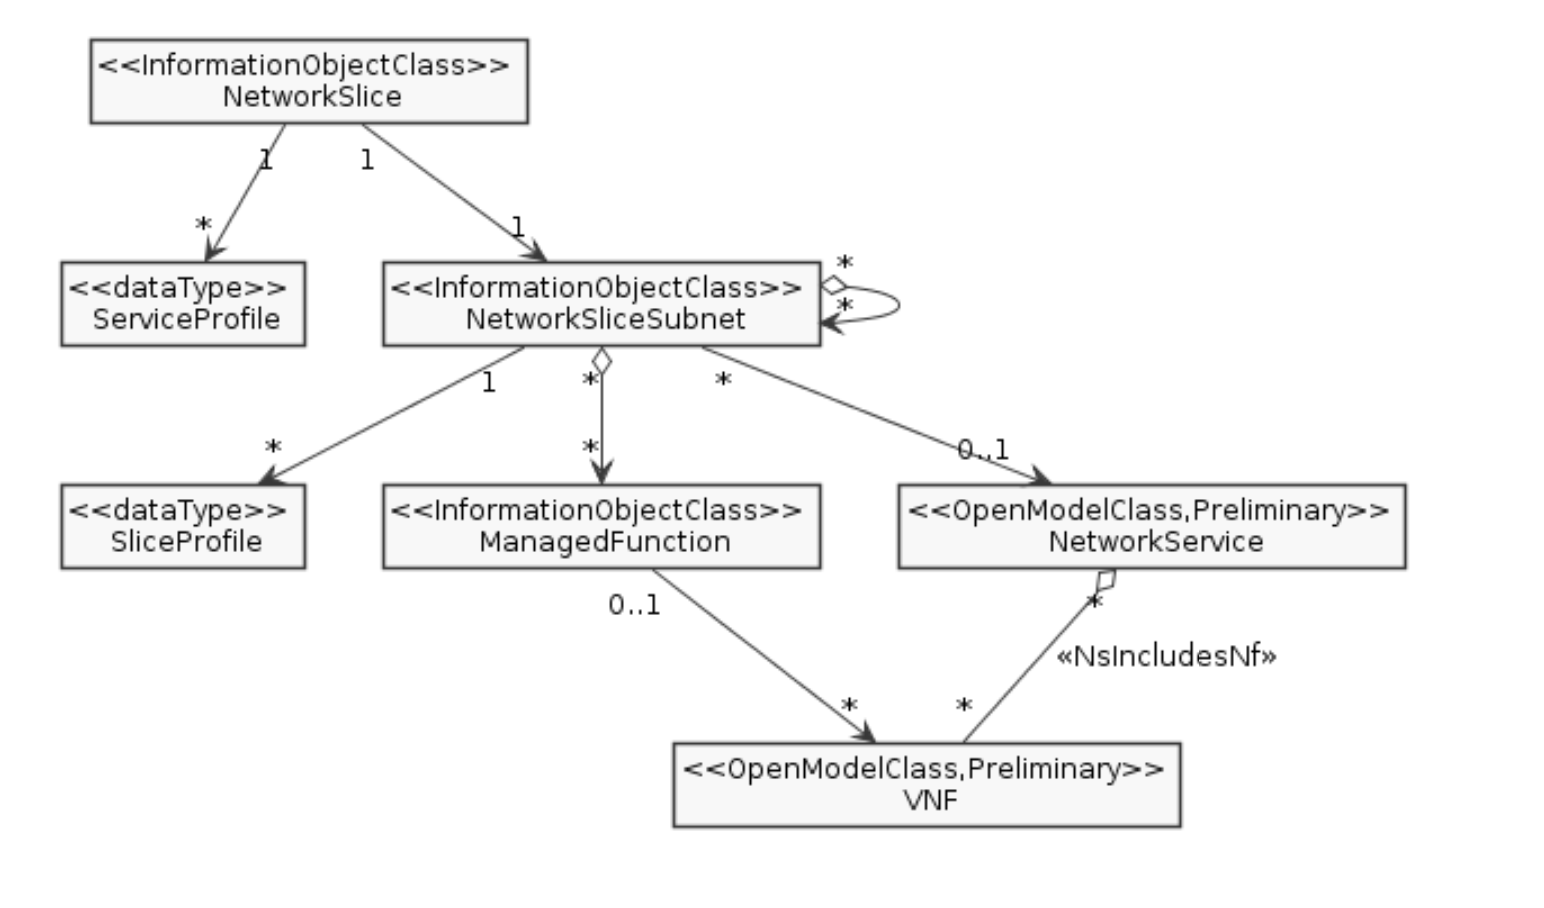 <<InformationObjectClass>>
NetworkSlice
1
1
*
1
<<dataType>>
ServiceProfile
<<InformationObjectClass>>
NetworkSliceSubnet
*
*
1
*
*
*
*
0..1
<<dataType>>
SliceProfile
<<InformationObjectClass>>
ManagedFunction
<<OpenModelClass,Preliminary>>
NetworkService
0..1
*
«NsIncludesNf»
*
*
<<OpenModelClass,Preliminary>>
VNF